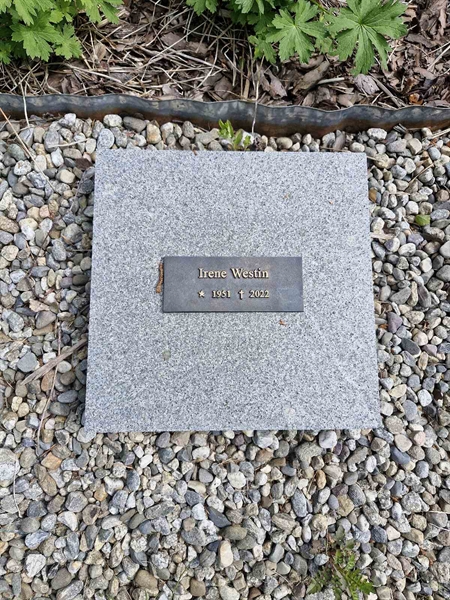 Irene Westin
★ 1951 † 2022